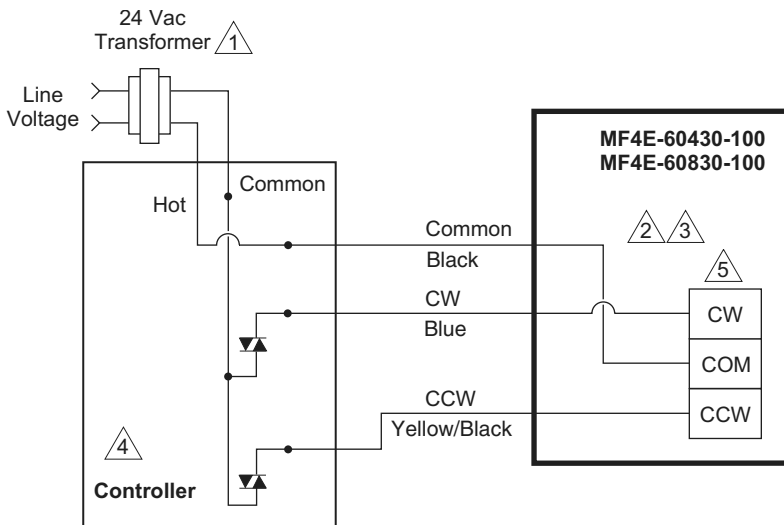 24 Vac
Transformer 1
Line
Voltage
MF4E-60430-100
MF4E-60830-100
Common
Hot
Common
Black
2 3
5
CW
Blue
CW
COM
CCW
Yellow/Black
CCW
4
Controller